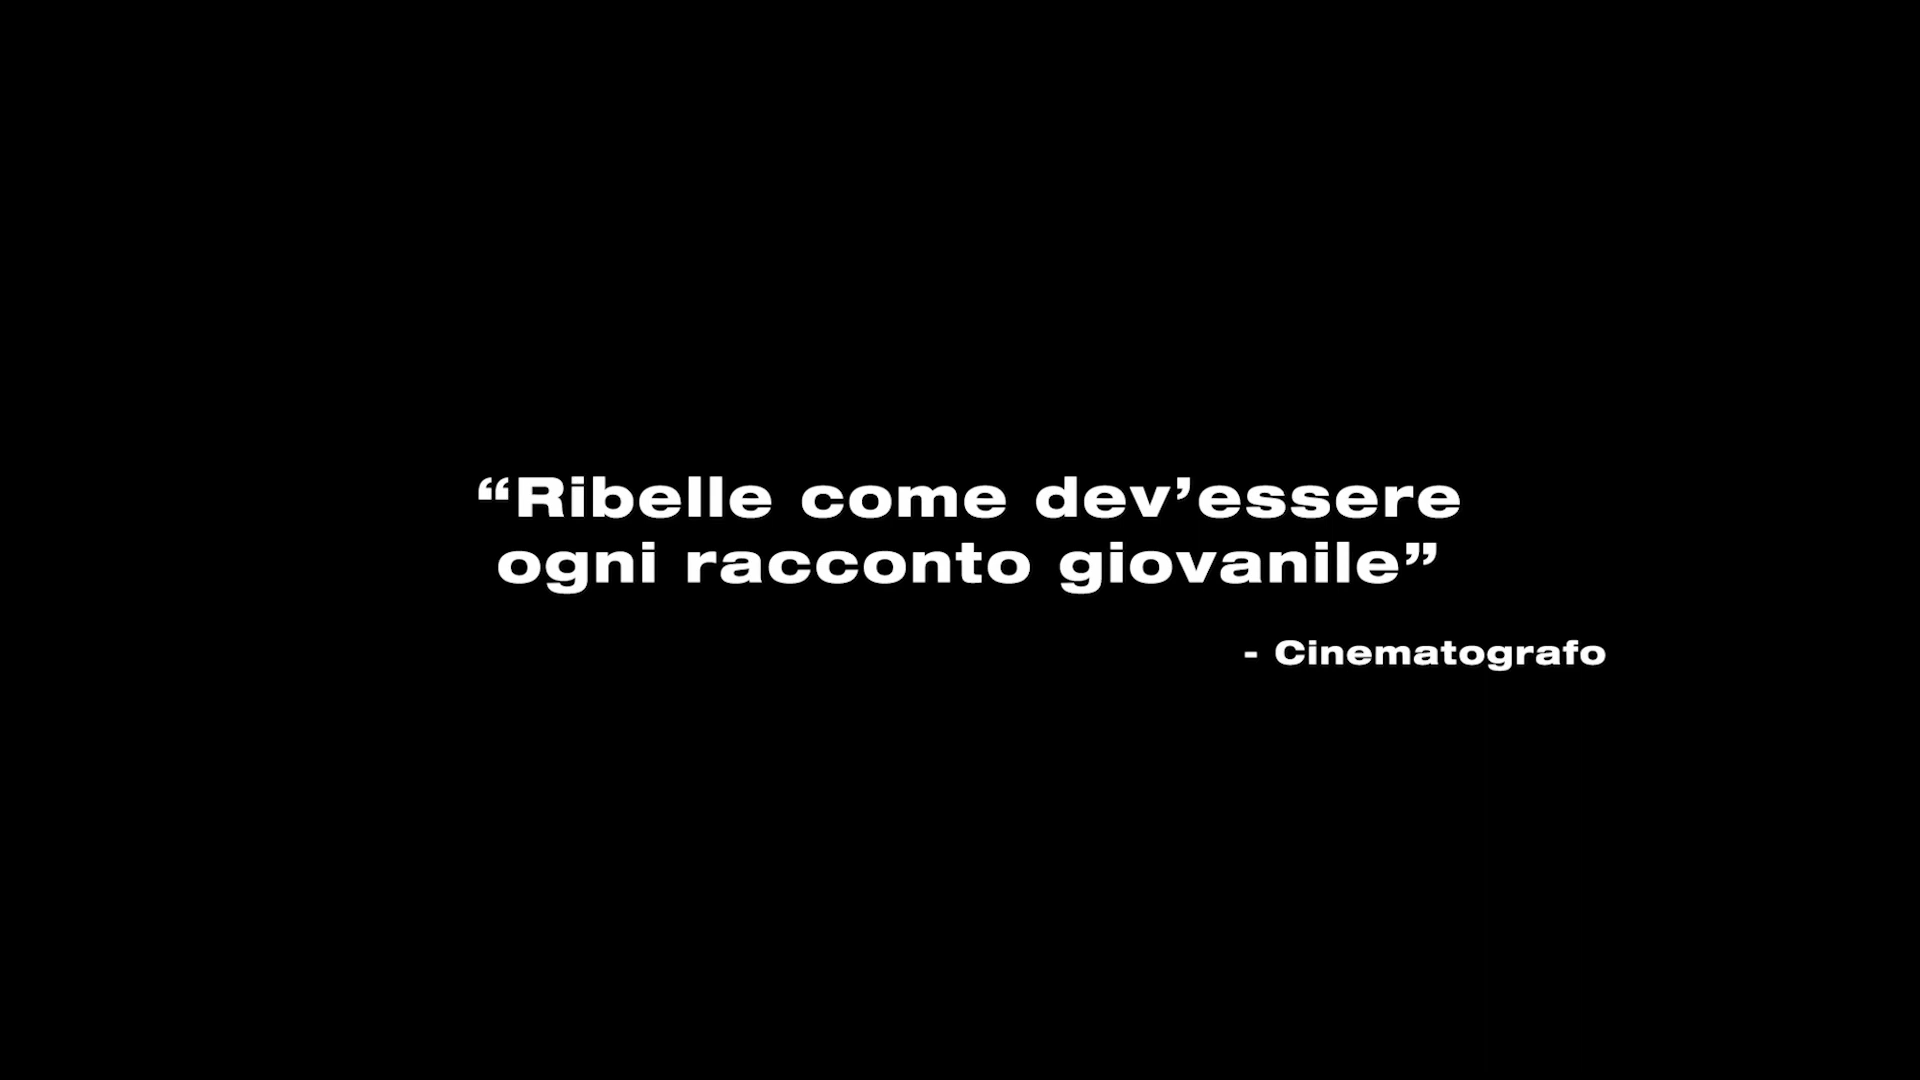 “Ribelle come dev’essere
ogni racconto giovanile”
- Cinematografo